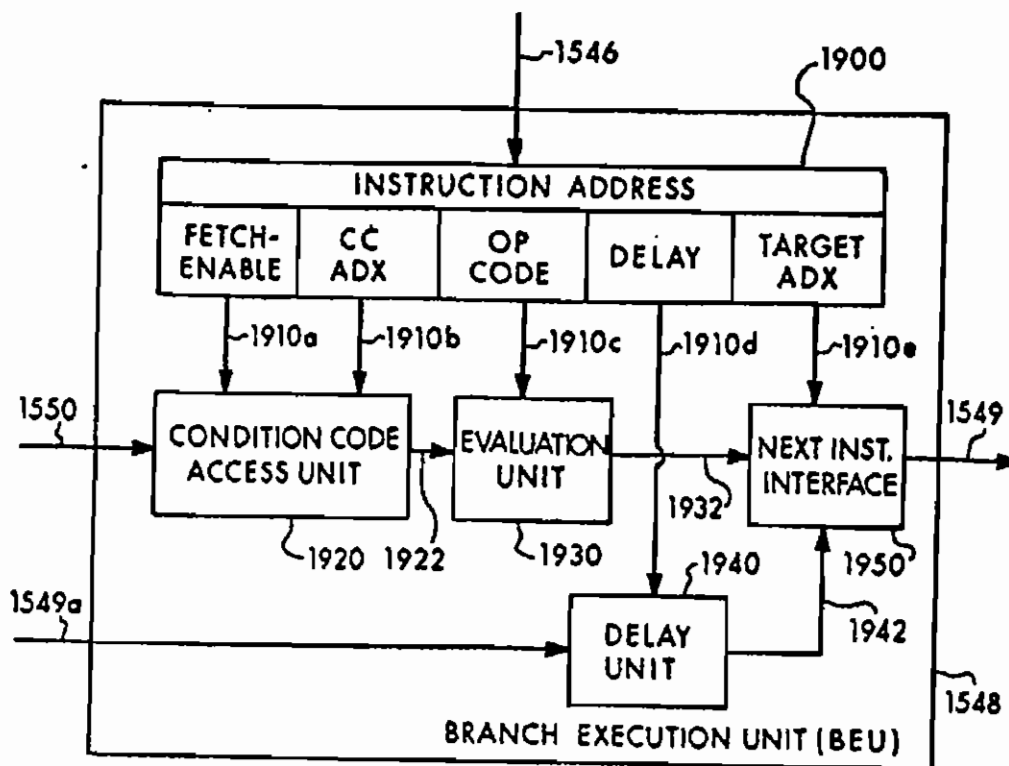 1546
1900
INSTRUCTION ADDRESS
FETCH-
ENABLE
CC
ADX
OP
CODE
DELAY
TARGET
ADX
1910a
1910b
1910c
1910d
1910e
1550
CONDITION CODE
ACCESS UNIT
EVALUATION
UNIT
NEXT INST.
INTERFACE
1549
1920
1922
1930
1932
1940
1950
1549a
DELAY
UNIT
1942
1548
BRANCH EXECUTION UNIT (BEU)